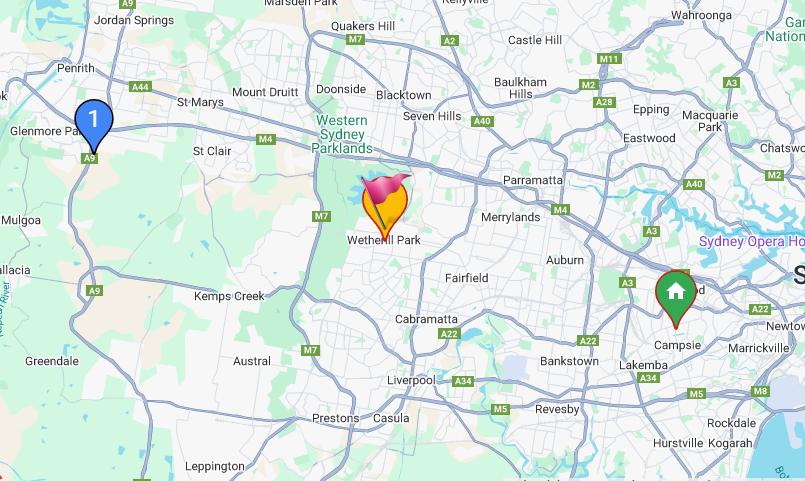 Marsden Park
Kellyville
A9
Jordan Springs
Wahroonga
Quakers Hill
M7
A2
Castle Hill
National
M11
Penrith
A44
Mount Druitt
Doonside
Blacktown
Baulkham
Hills
M2
A3
St Marys
A28
Epping
Macquarie
Park
1
Glenmore Pa
Western
Sydney
Parklands
Seven Hills
A40
Eastwood
M4
A9
St Clair
Chatsw
M2
Parramatta
A40
Mulgoa
M7
Merrylands
M4
A3
Wetherill Park
Sydney Opera Ho
Auburn
allacia
A9
Kemps Creek
Fairfield
A3
S
Cabramatta
A22
A22
A22
Newtow
Campsie
Marrickville
M7
Greendale
Austral
Bankstown
Lakemba
Liverpool
A34
A34
M5
M8
Prestons
Casula
M5
Revesby
Rockdale
Hurstville
Kogarah
Leppington